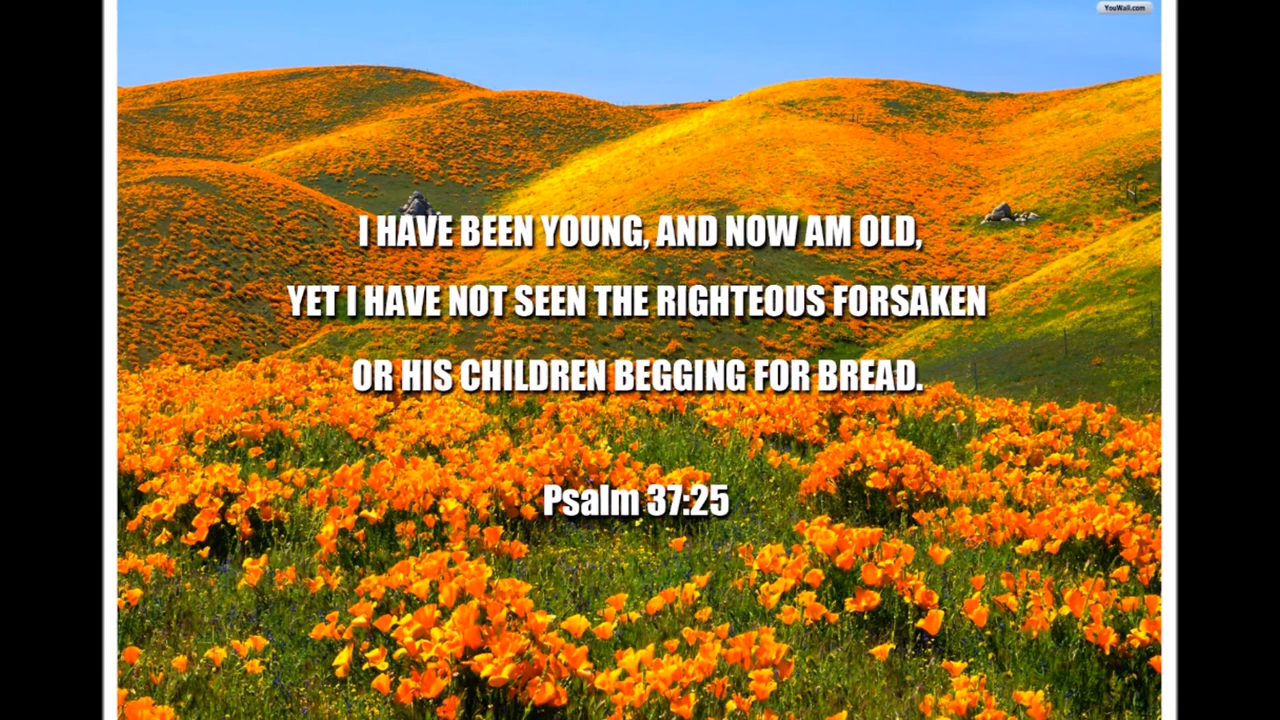 YouWall.com
I HAVE BEEN YOUNG, AND NOW AM OLD,
YET I HAVE NOT SEEN THE RIGHTEOUS FORSAKEN
OR HIS CHILDREN BEGGING FOR BREAD.
Psalm 37:25